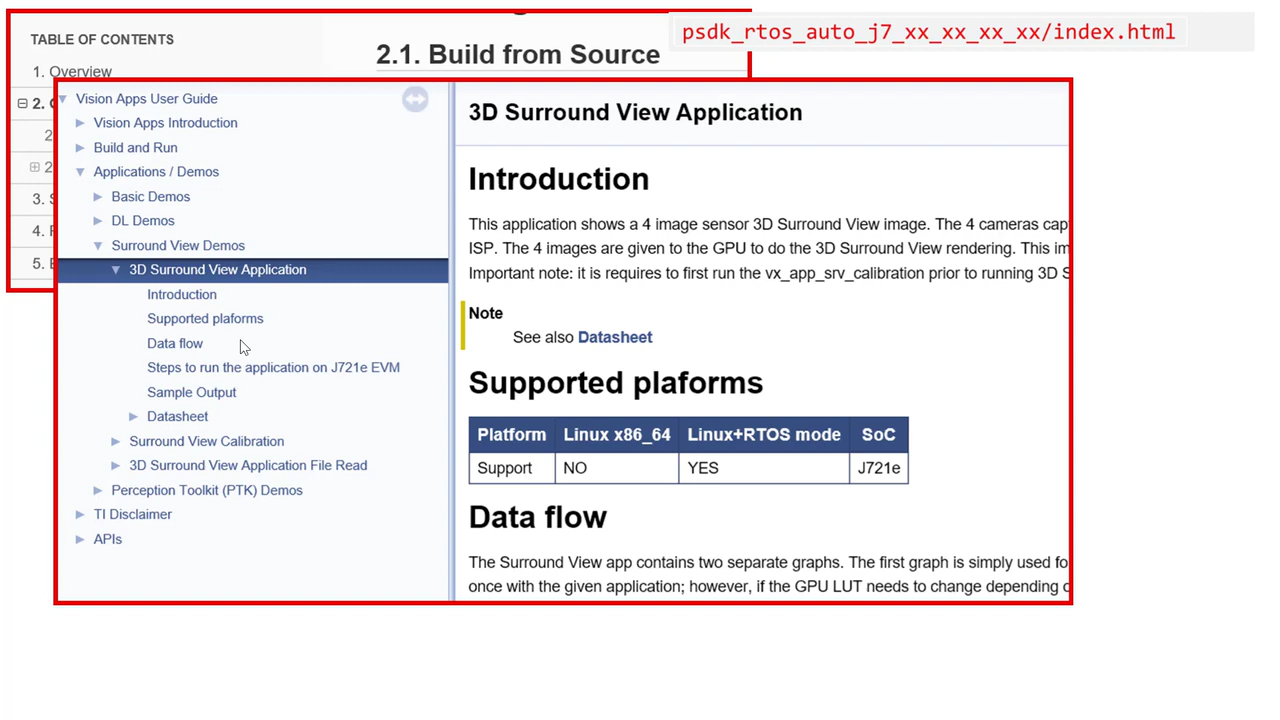 psdk_rtos_auto_j7_xx_xx_xx_xx/index.html
TABLE OF CONTENTS
2.1. Build from Source
1. Overview
2.
2
2
3.
4.
5.
Vision Apps User Guide
Vision Apps Introduction
Build and Run
Applications / Demos
Basic Demos
DL Demos
Surround View Demos
3D Surround View Application
Introduction
Supported plaforms
Data flow
Steps to run the application on J721e EVM
Sample Output
Datasheet
Surround View Calibration
3D Surround View Application File Read
Perception Toolkit (PTK) Demos
TI Disclaimer
APIs
3D Surround View Application
Introduction
This application shows a 4 image sensor 3D Surround View image. The 4 cameras
ISP. The 4 images are given to the GPU to do the 3D Surround View rendering. This
Important note: it is requires to first run the vx_app_srv_calibration prior to running 3D
Note
See also Datasheet
Supported plaforms
Platform Linux x86_64 Linux+RTOS mode SoC
Support NO YES J721e
Data flow
The Surround View app contains two separate graphs. The first graph is simply used
once with the given application; however, if the GPU LUT needs to change depending